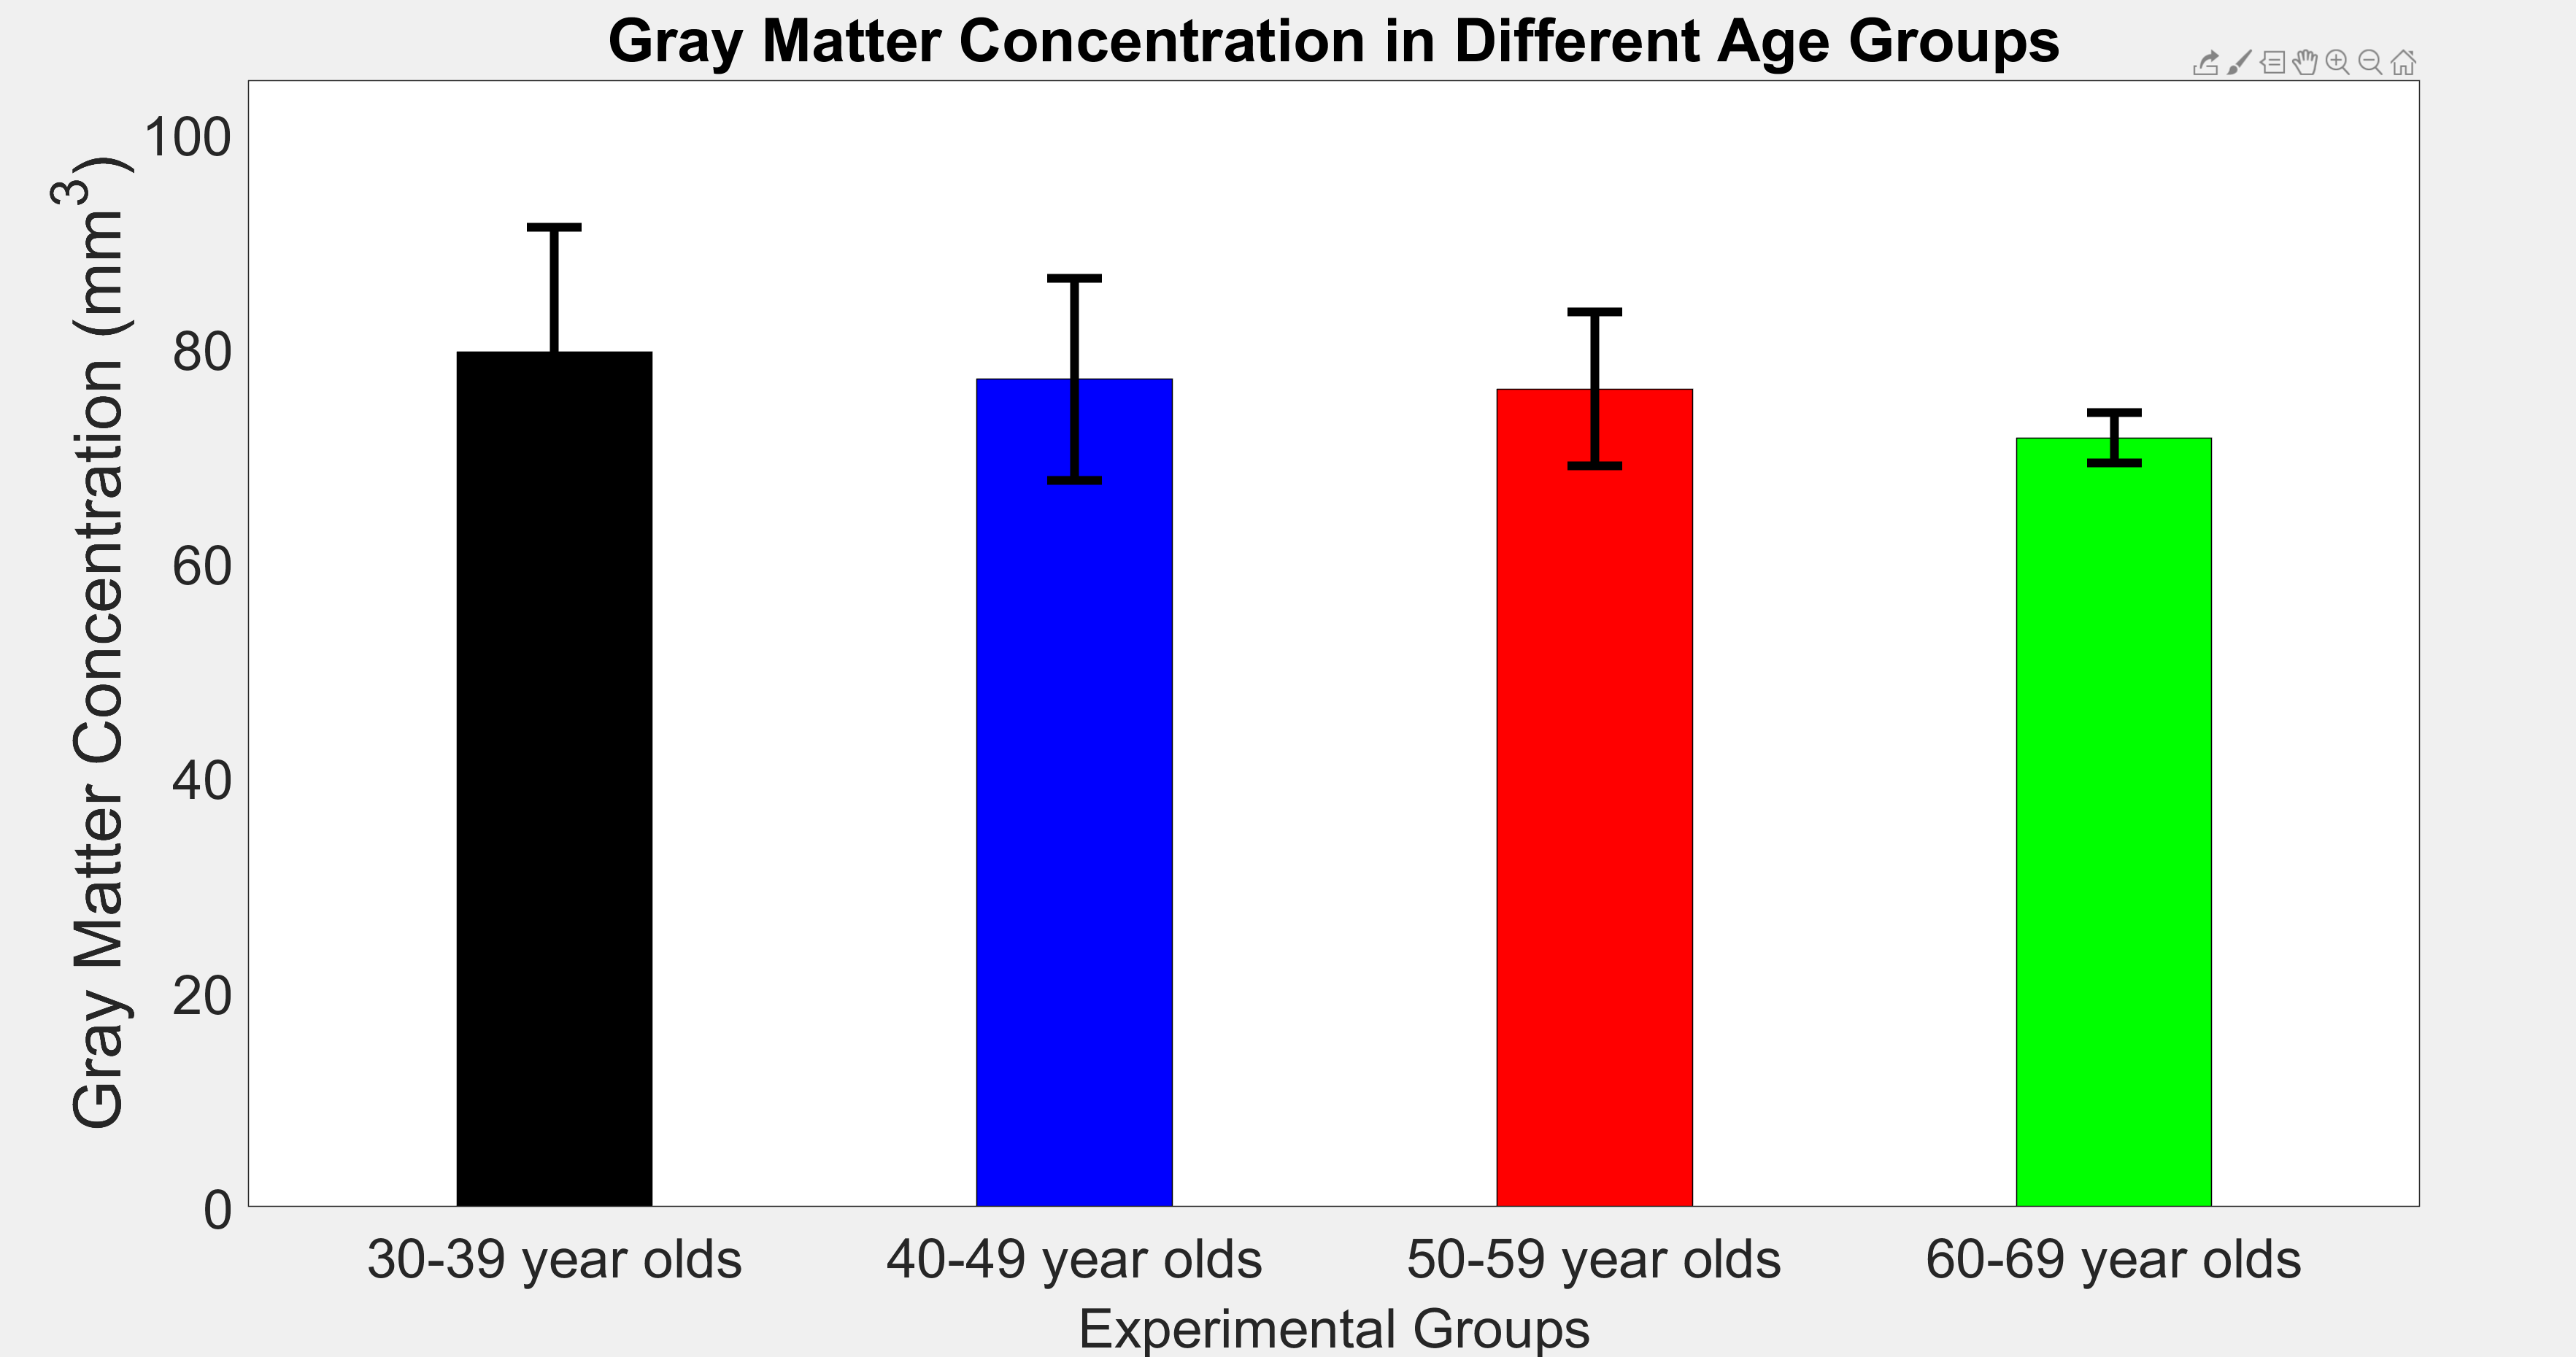 Gray Matter Concentration in Different Age Groups
Gray Matter Concentration (mm³)
100
80
60
40
20
0
30-39 year olds 40-49 year olds 50-59 year olds 60-69 year olds
Experimental Groups